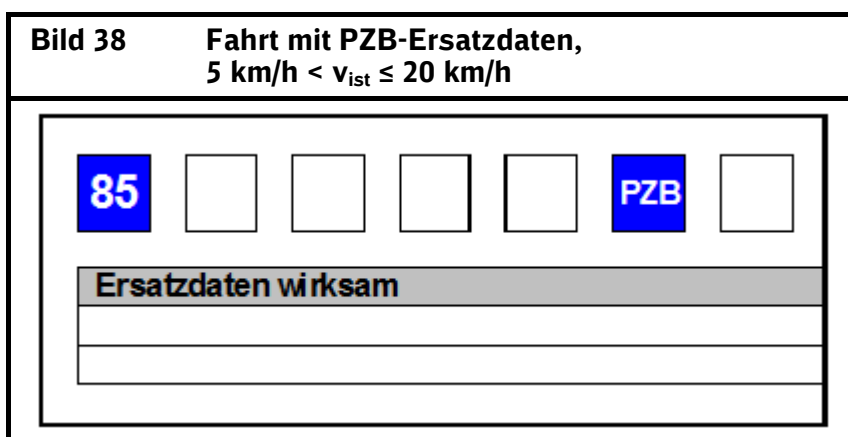 Bild 38 Fahrt mit PZB-Ersatzdaten,
5 km/h < vist ≤ 20 km/h
85 PZB
Ersatzdaten wirksam